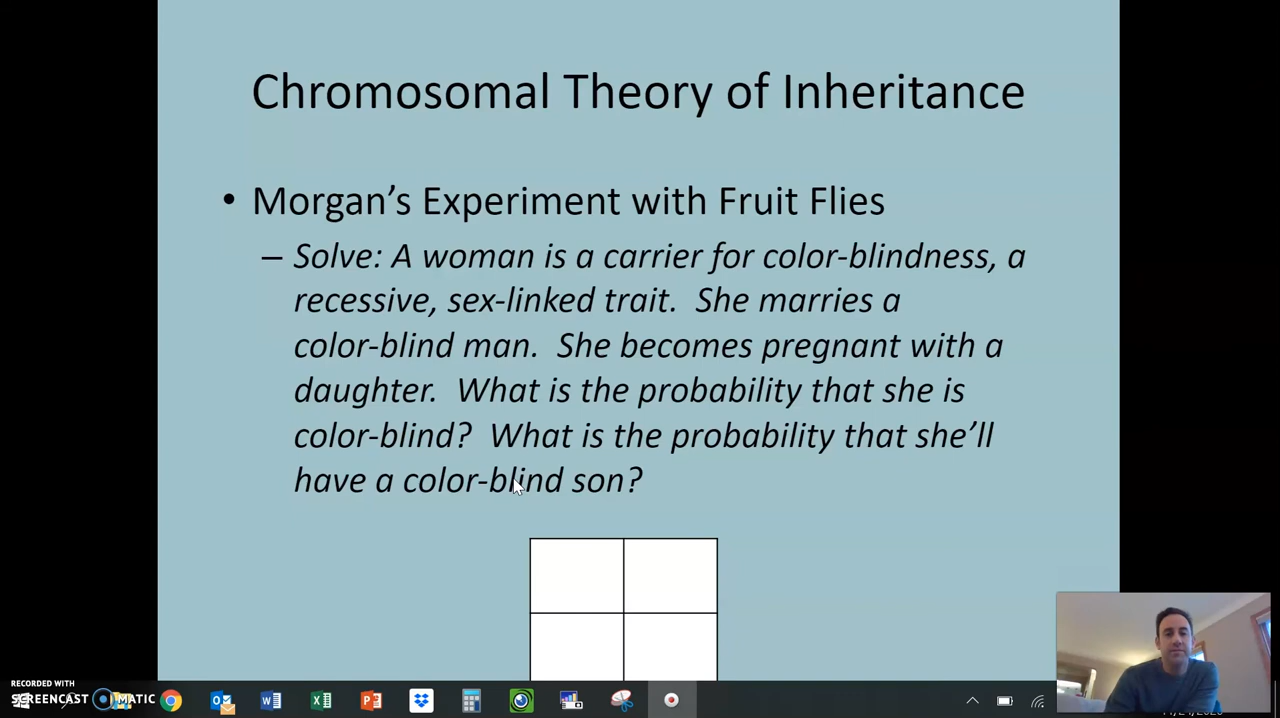 Chromosomal Theory of Inheritance
• Morgan’s Experiment with Fruit Flies
– Solve: A woman is a carrier for color-blindness, a
recessive, sex-linked trait.  She marries a
color-blind man.  She becomes pregnant with a
daughter.  What is the probability that she is
color-blind?  What is the probability that she’ll
have a color-blind son?
RECORDED WITH
SCREENCAST MATIC